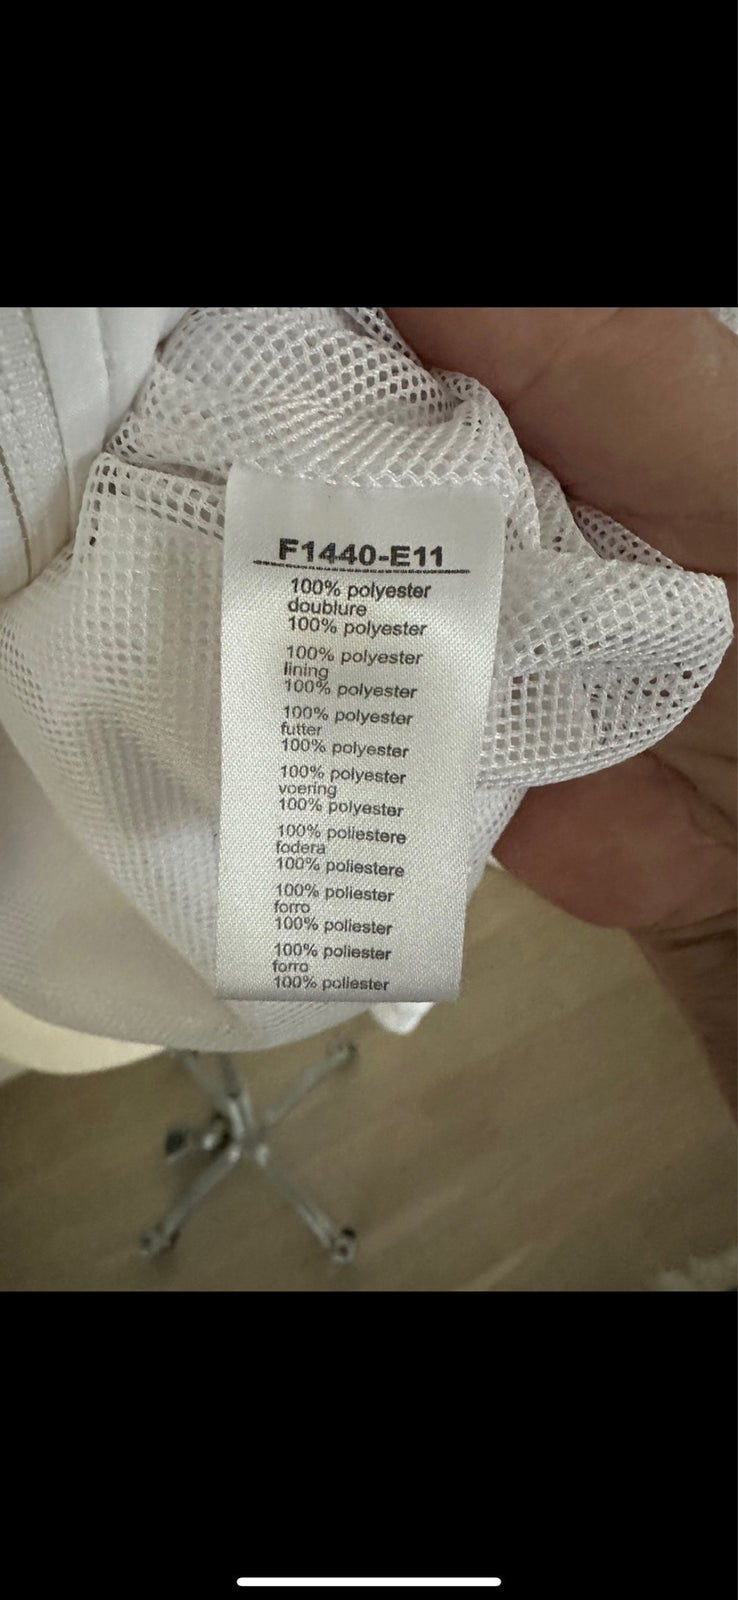 F1440-E11
100% polyester
doublure
100% polyester
100% polyester
lining
100% polyester
100% polyester
futter
100% polyester
100% polyester
voering
100% polyester
100% poliestere
fodera
100% poliestere
100% poliester
forro
100% poliester
100% poliester
forro
100% poliester